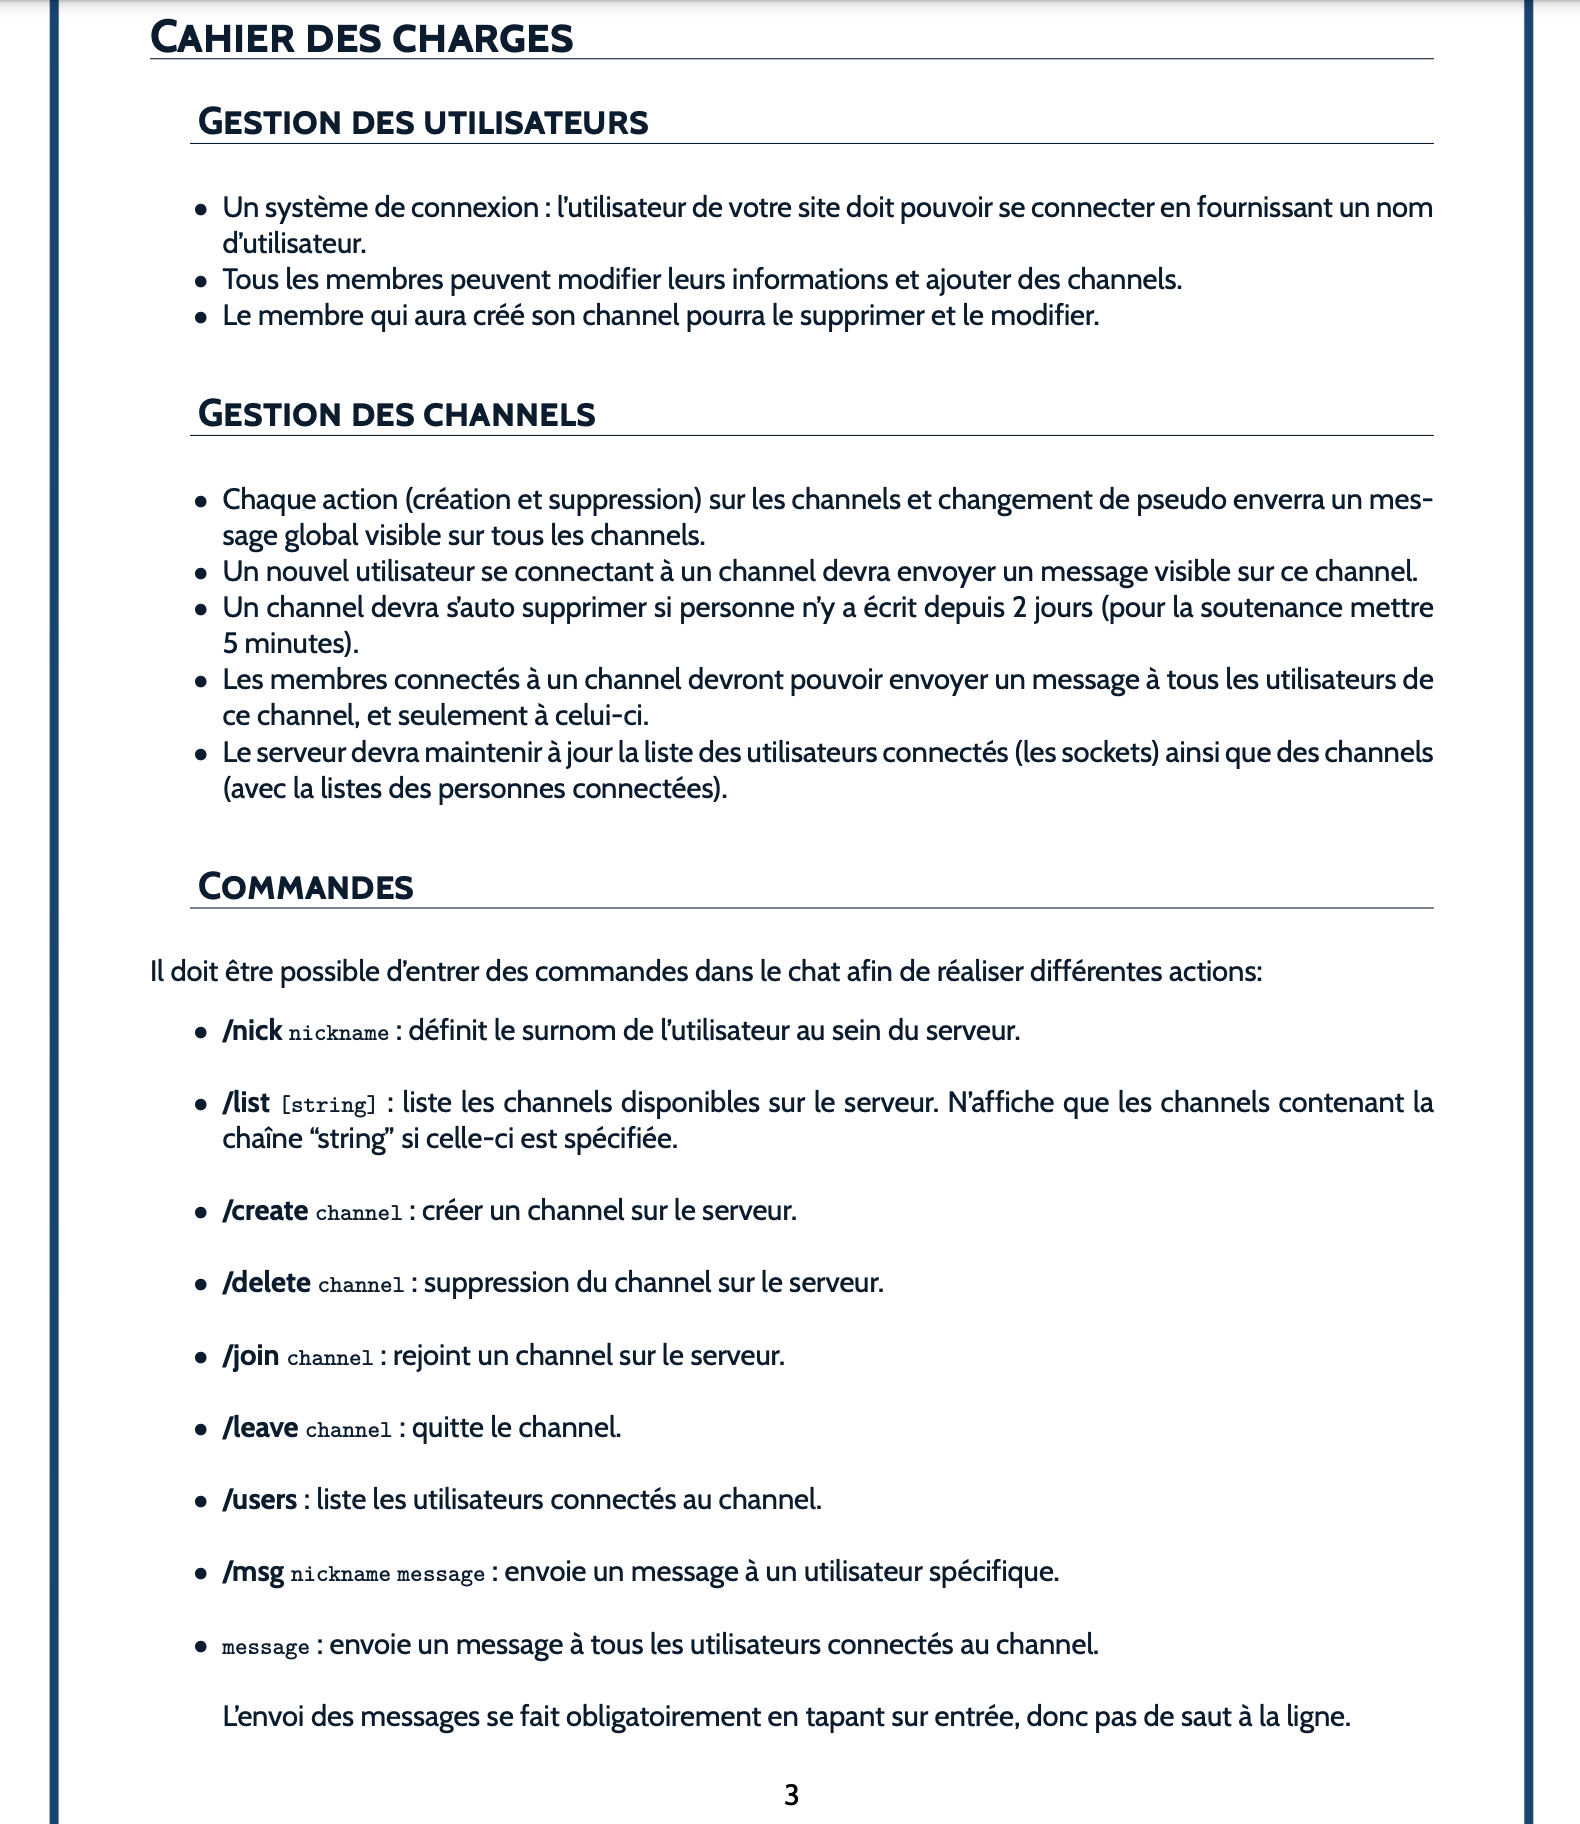 CAHIER DES CHARGES
GESTION DES UTILISATEURS
• Un système de connexion : l’utilisateur de votre site doit pouvoir se connecter en fournissant un nom
d’utilisateur.
• Tous les membres peuvent modifier leurs informations et ajouter des channels.
• Le membre qui aura créé son channel pourra le supprimer et le modifier.
GESTION DES CHANNELS
• Chaque action (création et suppression) sur les channels et changement de pseudo enverra un mes-
sage global visible sur tous les channels.
• Un nouvel utilisateur se connectant à un channel devra envoyer un message visible sur ce channel.
• Un channel devra s’auto supprimer si personne n’y a écrit depuis 2 jours (pour la soutenance mettre
5 minutes).
• Les membres connectés à un channel devront pouvoir envoyer un message à tous les utilisateurs de
ce channel, et seulement à celui-ci.
• Le serveur devra maintenir à jour la liste des utilisateurs connectés (les sockets) ainsi que des channels
(avec la listes des personnes connectées).
COMMANDES
Il doit être possible d’entrer des commandes dans le chat afin de réaliser différentes actions:
• /nick nickname : définit le surnom de l’utilisateur au sein du serveur.
• /list [string] : liste les channels disponibles sur le serveur. N’affiche que les channels contenant la
chaîne “string” si celle-ci est spécifiée.
• /create channel : créer un channel sur le serveur.
• /delete channel : suppression du channel sur le serveur.
• /join channel : rejoint un channel sur le serveur.
• /leave channel : quitte le channel.
• /users : liste les utilisateurs connectés au channel.
• /msg nickname message : envoie un message à un utilisateur spécifique.
• message : envoie un message à tous les utilisateurs connectés au channel.
L’envoi des messages se fait obligatoirement en tapant sur entrée, donc pas de saut à la ligne.
3